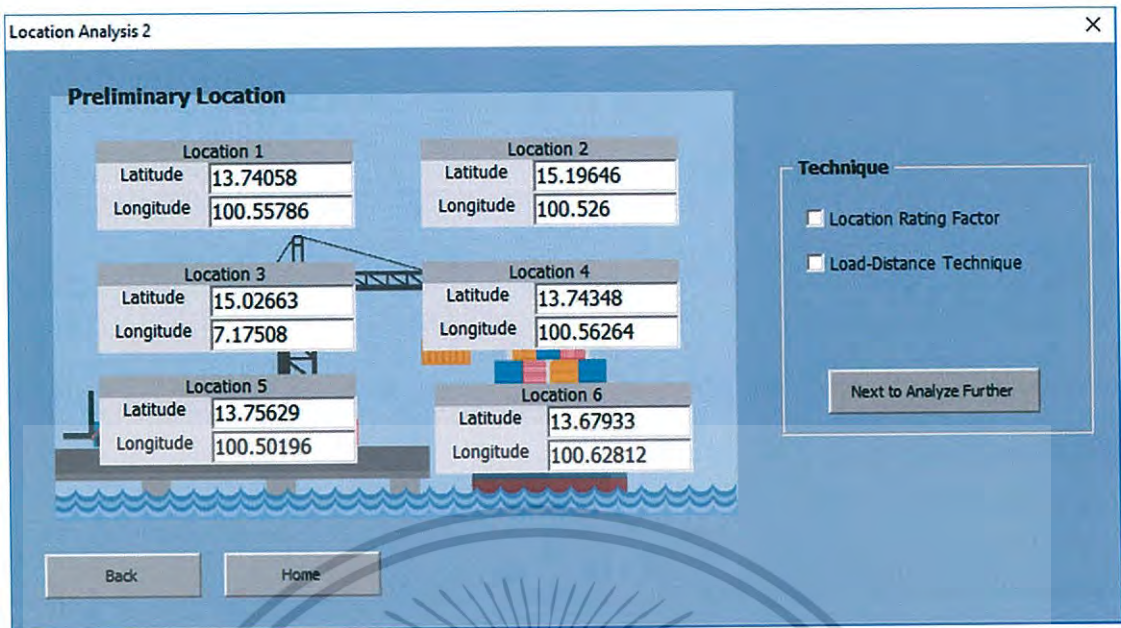 Location Analysis 2
Preliminary Location
Location 1
Latitude 13.74058
Longitude 100.55786
Location 2
Latitude 15.19646
Longitude 100.526
Location 3
Latitude 15.02663
Longitude 7.17508
Location 4
Latitude 13.74348
Longitude 100.56264
Location 5
Latitude 13.75629
Longitude 100.50196
Location 6
Latitude 13.67933
Longitude 100.62812
Technique
Location Rating Factor
Load-Distance Technique
Next to Analyze Further
Back
Home